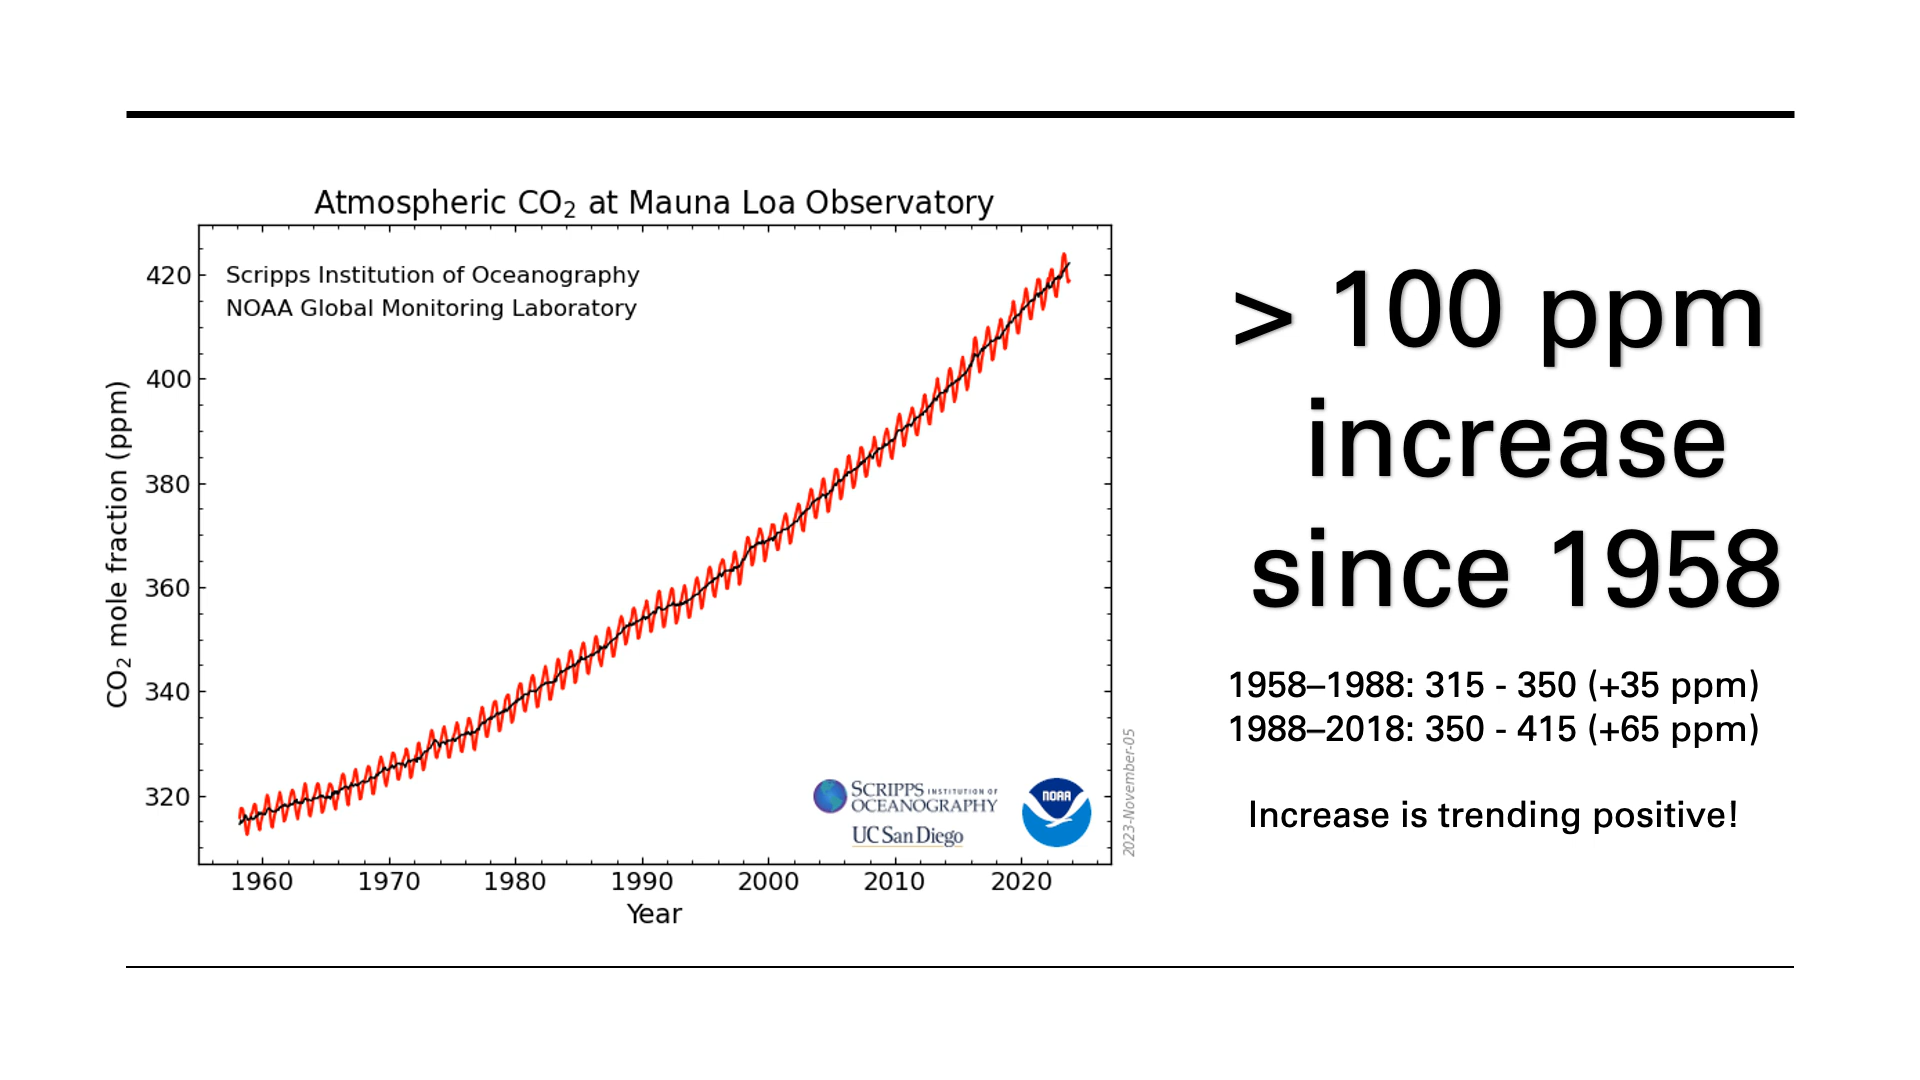 Atmospheric CO₂ at Mauna Loa Observatory
Scripps Institution of Oceanography
NOAA Global Monitoring Laboratory
CO₂ mole fraction (ppm)
420
400
380
360
340
320
1960 1970 1980 1990 2000 2010 2020
Year
SCRIPPS INSTITUTION OF
OCEANOGRAPHY
UC San Diego
NOAA
2023-November-05
> 100 ppm
increase
since 1958
1958–1988: 315 - 350 (+35 ppm)
1988–2018: 350 - 415 (+65 ppm)
Increase is trending positive!